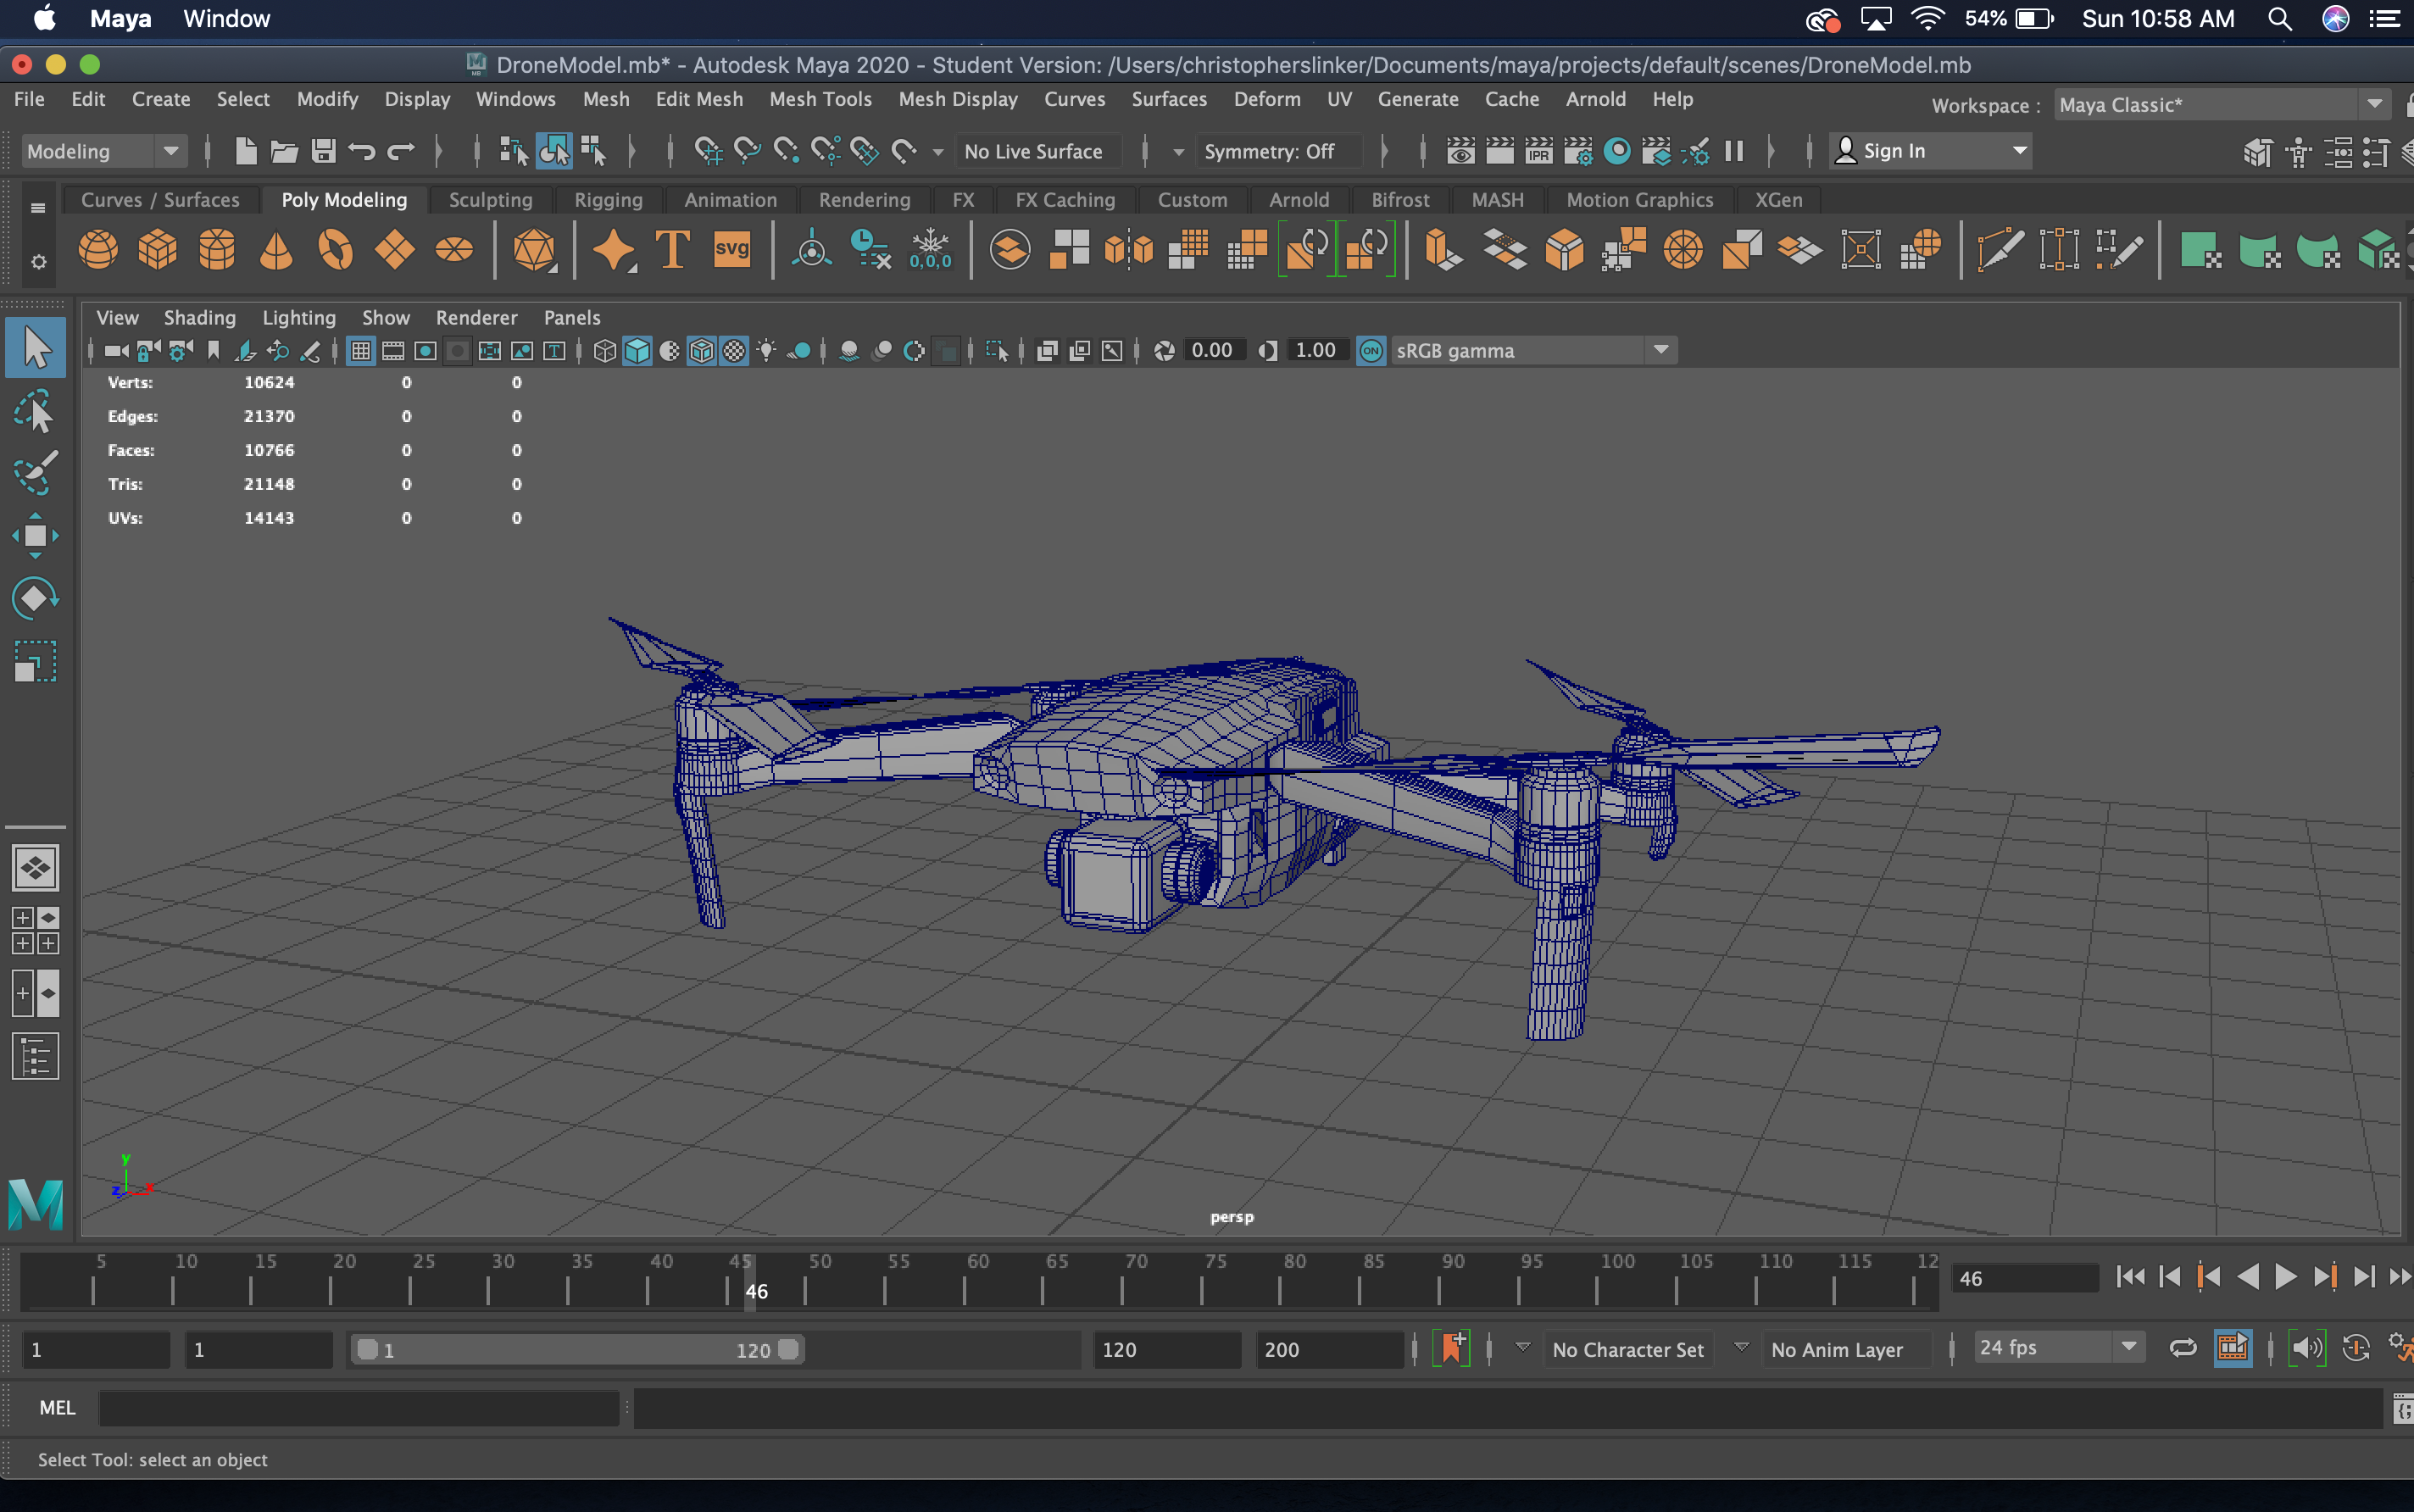 Maya Window 54% Sun 10:58 AM
DroneModel.mb* - Autodesk Maya 2020 - Student Version: /Users/christopherslinker/Documents/maya/projects/default/scenes/DroneModel.mb
File Edit Create Select Modify Display Windows Mesh Edit Mesh Mesh Tools Mesh Display Curves Surfaces Deform UV Generate Cache Arnold Help Workspace : Maya Classic*
Modeling No Live Surface Symmetry: Off IPR Sign In
Curves / Surfaces Poly Modeling Sculpting Rigging Animation Rendering FX FX Caching Custom Arnold Bifrost MASH Motion Graphics XGen
T svg 0,0,0
View Shading Lighting Show Renderer Panels
T 0.00 1.00 ON sRGB gamma
Verts: 10624 0 0
Edges: 21370 0 0
Faces: 10766 0 0
Tris: 21148 0 0
UVs: 14143 0 0
y
z x
M
persp
5 10 15 20 25 30 35 40 45 50 55 60 65 70 75 80 85 90 95 100 105 110 115 12
46 46
1 1 1 120 120 200 No Character Set No Anim Layer 24 fps
MEL
Select Tool: select an object